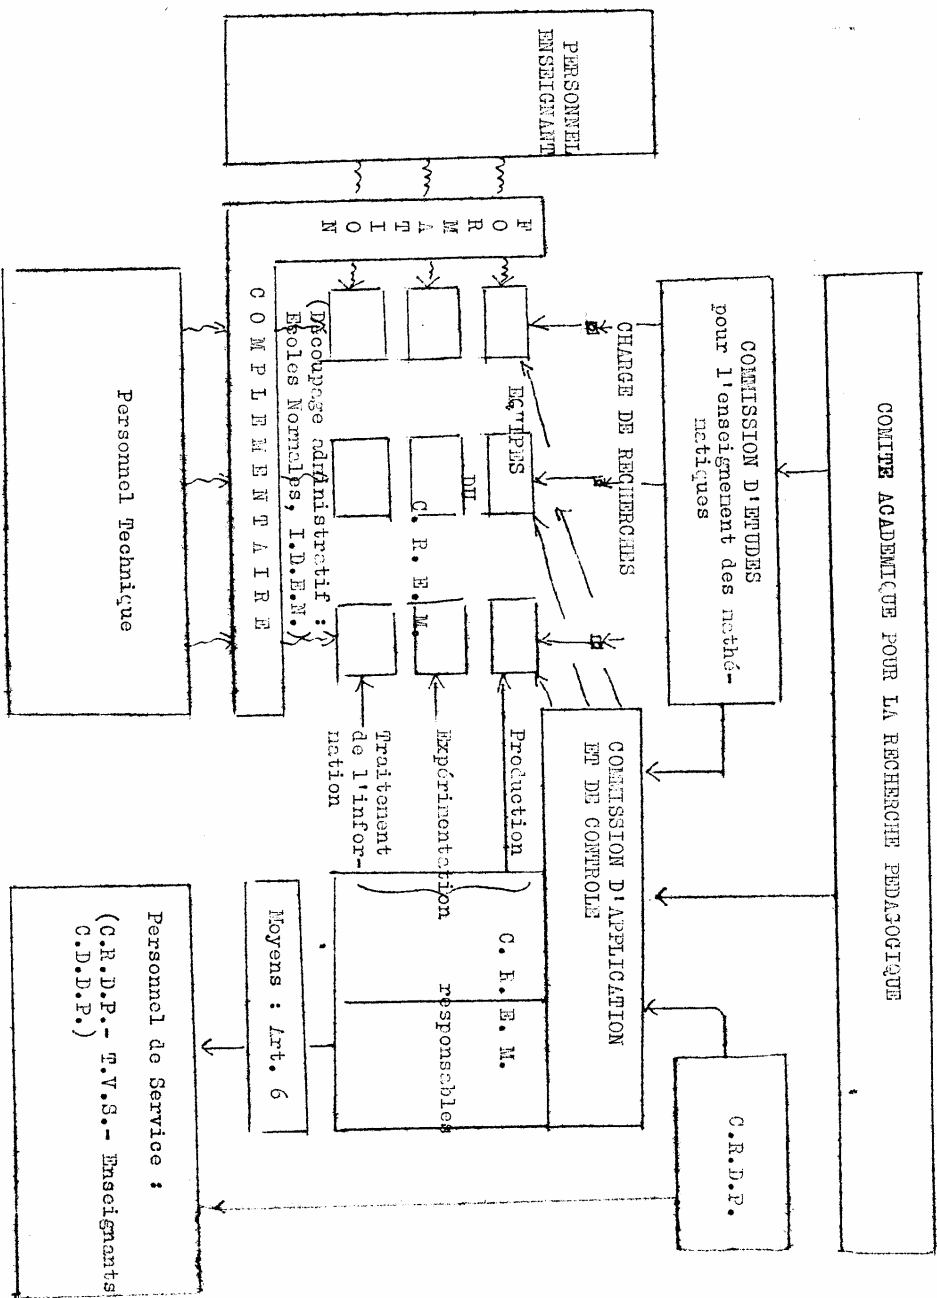 COMITE ACADEMIQUE POUR LA RECHERCHE PEDAGOGIQUE
COMMISSION D'ETUDES
pour l'enseignement des mathé-
matiques
C.R.D.P.
CHARGE DE RECHERCHES
COMMISSION D'APPLICATION
ET DE CONTROLE
PERSONNEL
ENSEIGNANT
FORMATION
EQUIPES
DU
C. R. E. M.
Production
Expérimentation
Traitement
de l'infor-
mation
C. R. E. M.
responsables
(Découpage administratif :
Ecoles Normales, I.D.E.N.)
COMPLEMENTAIRE
Moyens : Art. 6
Personnel Technique
Personnel de Service :
(C.R.D.P.- T.V.S.- Enseignants
C.D.D.P.)